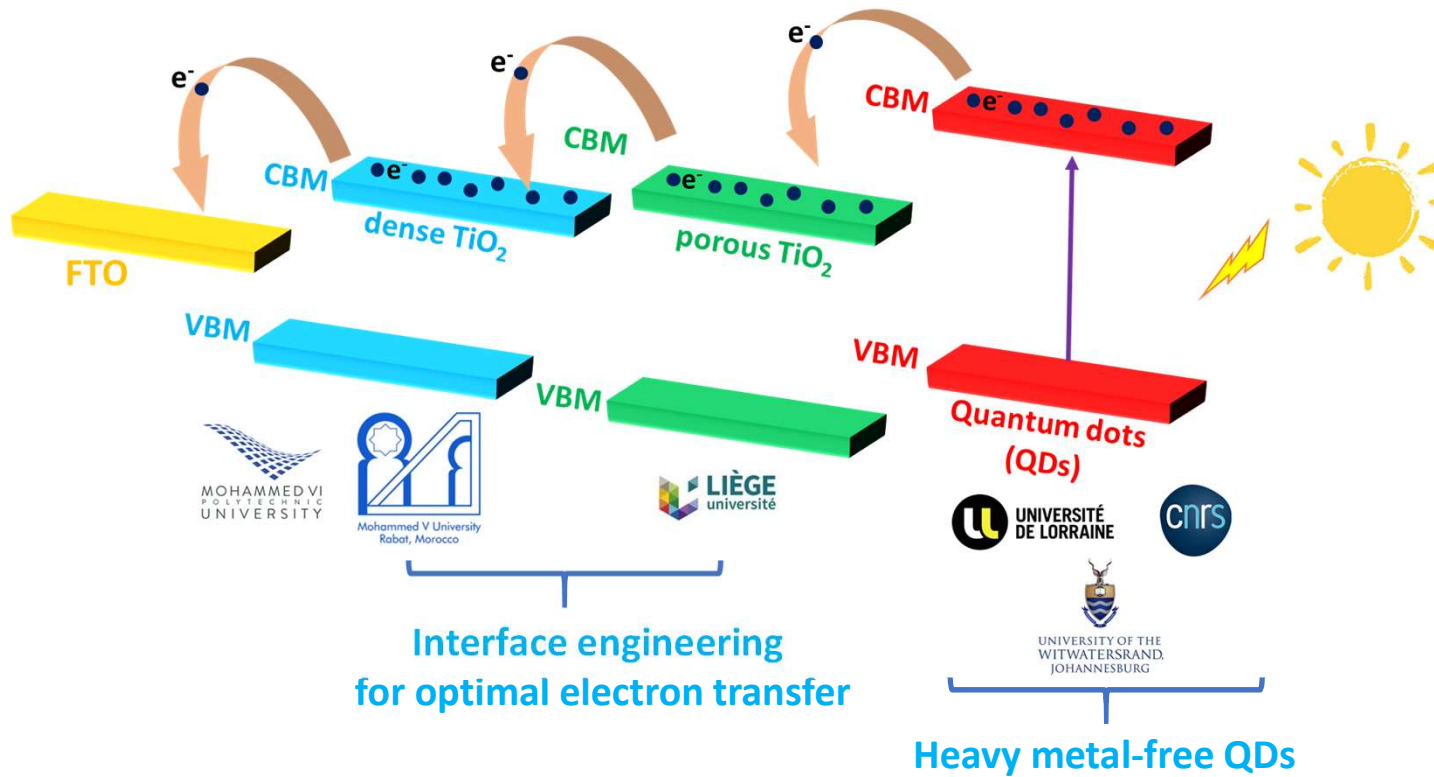 e-
e-
e-
CBM
e-
CBM
CBM
e-
e-
dense TiO2
porous TiO2
FTO
VBM
VBM
VBM
Quantum dots
(QDs)
MOHAMMED VI
POLYTECHNIC
UNIVERSITY
Mohammed V University
Rabat, Morocco
LIÈGE
université
UNIVERSITÉ
DE LORRAINE
cnrs
UNIVERSITY OF THE
WITWATERSRAND,
JOHANNESBURG
Interface engineering
for optimal electron transfer
Heavy metal-free QDs